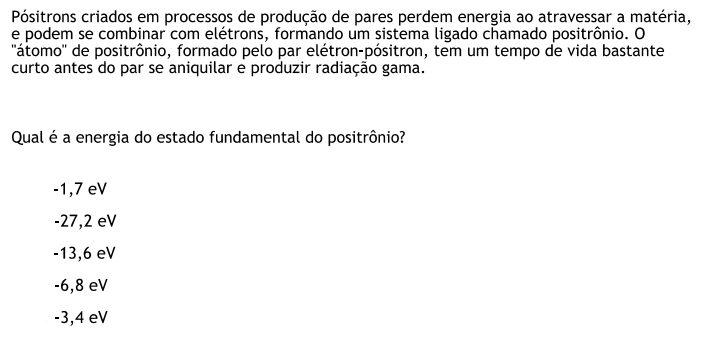 Pósitrons criados em processos de produção de pares perdem energia ao atravessar a matéria,
e podem se combinar com elétrons, formando um sistema ligado chamado positrônio. O
"átomo" de positrônio, formado pelo par elétron-pósitron, tem um tempo de vida bastante
curto antes do par se aniquilar e produzir radiação gama.
Qual é a energia do estado fundamental do positrônio?
-1,7 eV
-27,2 eV
-13,6 eV
-6,8 eV
-3,4 eV